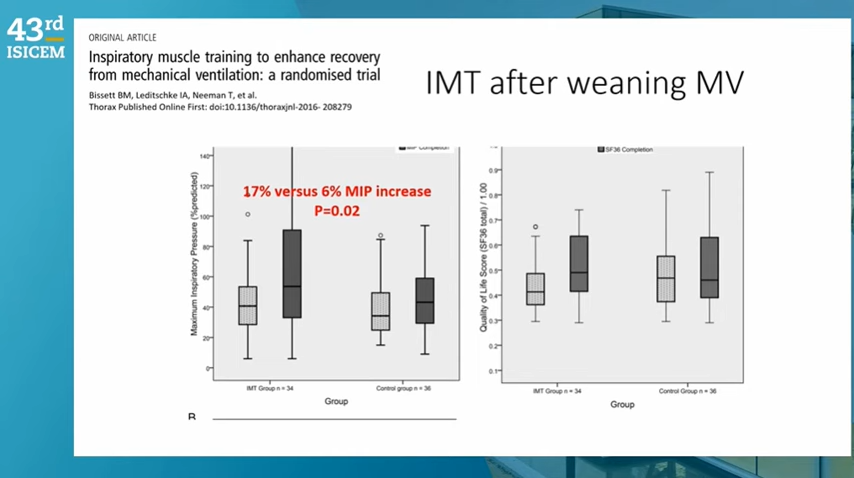 43rd
ISICEM
ORIGINAL ARTICLE
Inspiratory muscle training to enhance recovery
from mechanical ventilation: a randomised trial
Bissett BM, Leditschke IA, Neeman T, et al.
Thorax Published Online First: doi:10.1136/thoraxjnl-2016- 208279
IMT after weaning MV
Maximum Inspiratory Pressure (%predicted)
140
120
100
80
60
40
20
0
17% versus 6% MIP increase
P=0.02
MIP Completion
IMT Group n = 34
Control group n = 36
Group
B
Quality of Life Score (SF36 total) / 1.00
SF36 Completion
0.9
0.8
0.7
0.6
0.5
0.4
0.3
0.2
0.1
IMT Group n = 34
Control Group n = 36
Group